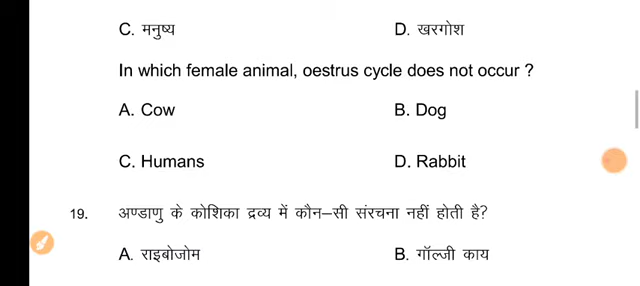 C. मनुष्य D. खरगोश
In which female animal, oestrus cycle does not occur ?
A. Cow B. Dog
C. Humans D. Rabbit
19. अण्डाणु के कोशिका द्रव्य में कौन–सी संरचना नहीं होती है?
A. राइबोजोम B. गॉल्जी काय